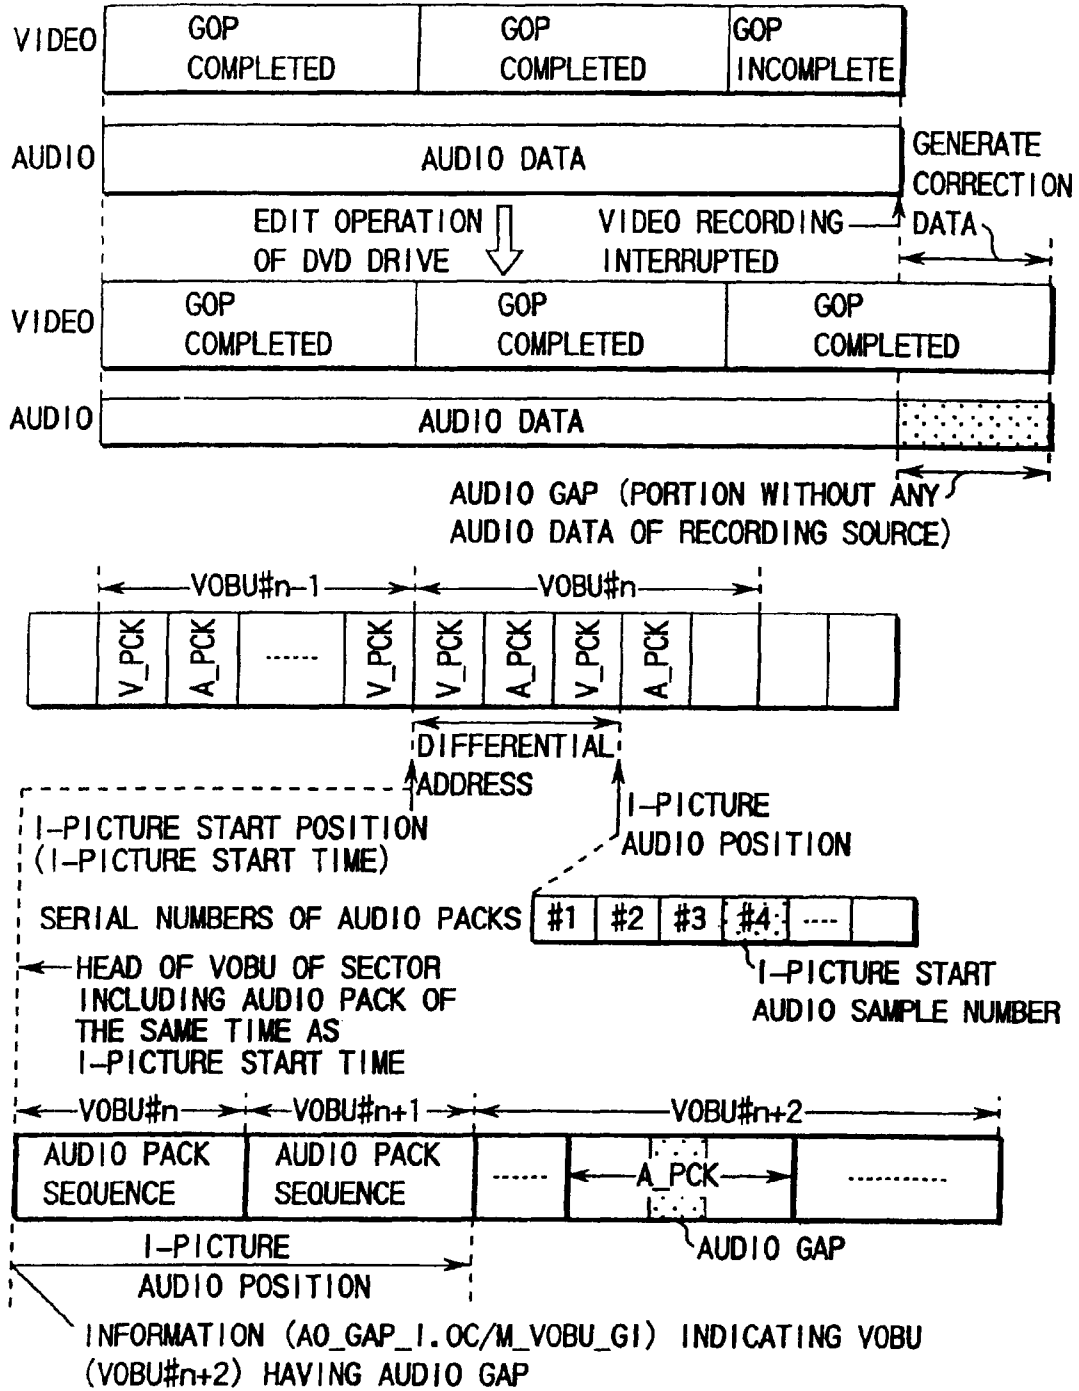 VIDEO
GOP
COMPLETED
GOP
COMPLETED
GOP
INCOMPLETE
AUDIO
AUDIO DATA
GENERATE
CORRECTION
DATA
EDIT OPERATION
OF DVD DRIVE
VIDEO RECORDING
INTERRUPTED
VIDEO
GOP
COMPLETED
GOP
COMPLETED
GOP
COMPLETED
AUDIO
AUDIO DATA
AUDIO GAP (PORTION WITHOUT ANY
AUDIO DATA OF RECORDING SOURCE)
VOBU#n-1
VOBU#n
V_PCK
A_PCK
------
V_PCK
V_PCK
A_PCK
V_PCK
A_PCK
DIFFERENTIAL
ADDRESS
I-PICTURE START POSITION
(I-PICTURE START TIME)
I-PICTURE
AUDIO POSITION
SERIAL NUMBERS OF AUDIO PACKS
#1
#2
#3
#4
----
I-PICTURE START
AUDIO SAMPLE NUMBER
HEAD OF VOBU OF SECTOR
INCLUDING AUDIO PACK OF
THE SAME TIME AS
I-PICTURE START TIME
VOBU#n
VOBU#n+1
VOBU#n+2
AUDIO PACK
SEQUENCE
AUDIO PACK
SEQUENCE
------
A_PCK
----------
AUDIO GAP
I-PICTURE
AUDIO POSITION
INFORMATION (AO_GAP_I.OC/M_VOBU_GI) INDICATING VOBU
(VOBU#n+2) HAVING AUDIO GAP